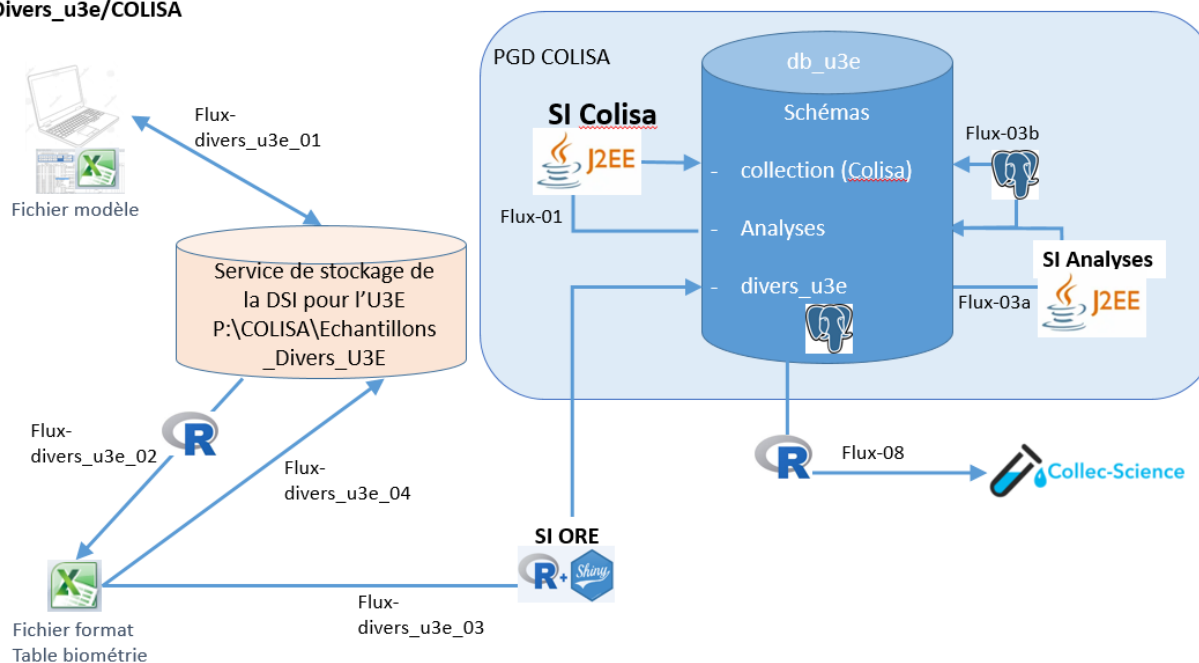 Divers_u3e/COLISA
PGD COLISA
db_u3e
Schémas
- collection (Colisa)
- Analyses
- divers_u3e
SI Colisa
J2EE
Flux-01
Flux-03b
SI Analyses
J2EE
Flux-03a
Flux-
divers_u3e_01
Fichier modèle
Service de stockage de
la DSI pour l'U3E
P:\COLISA\Echantillons
_Divers_U3E
Flux-
divers_u3e_02
R
Flux-
divers_u3e_04
R
Flux-08
Collec-Science
SI ORE
R + Shiny
Flux-
divers_u3e_03
Fichier format
Table biométrie